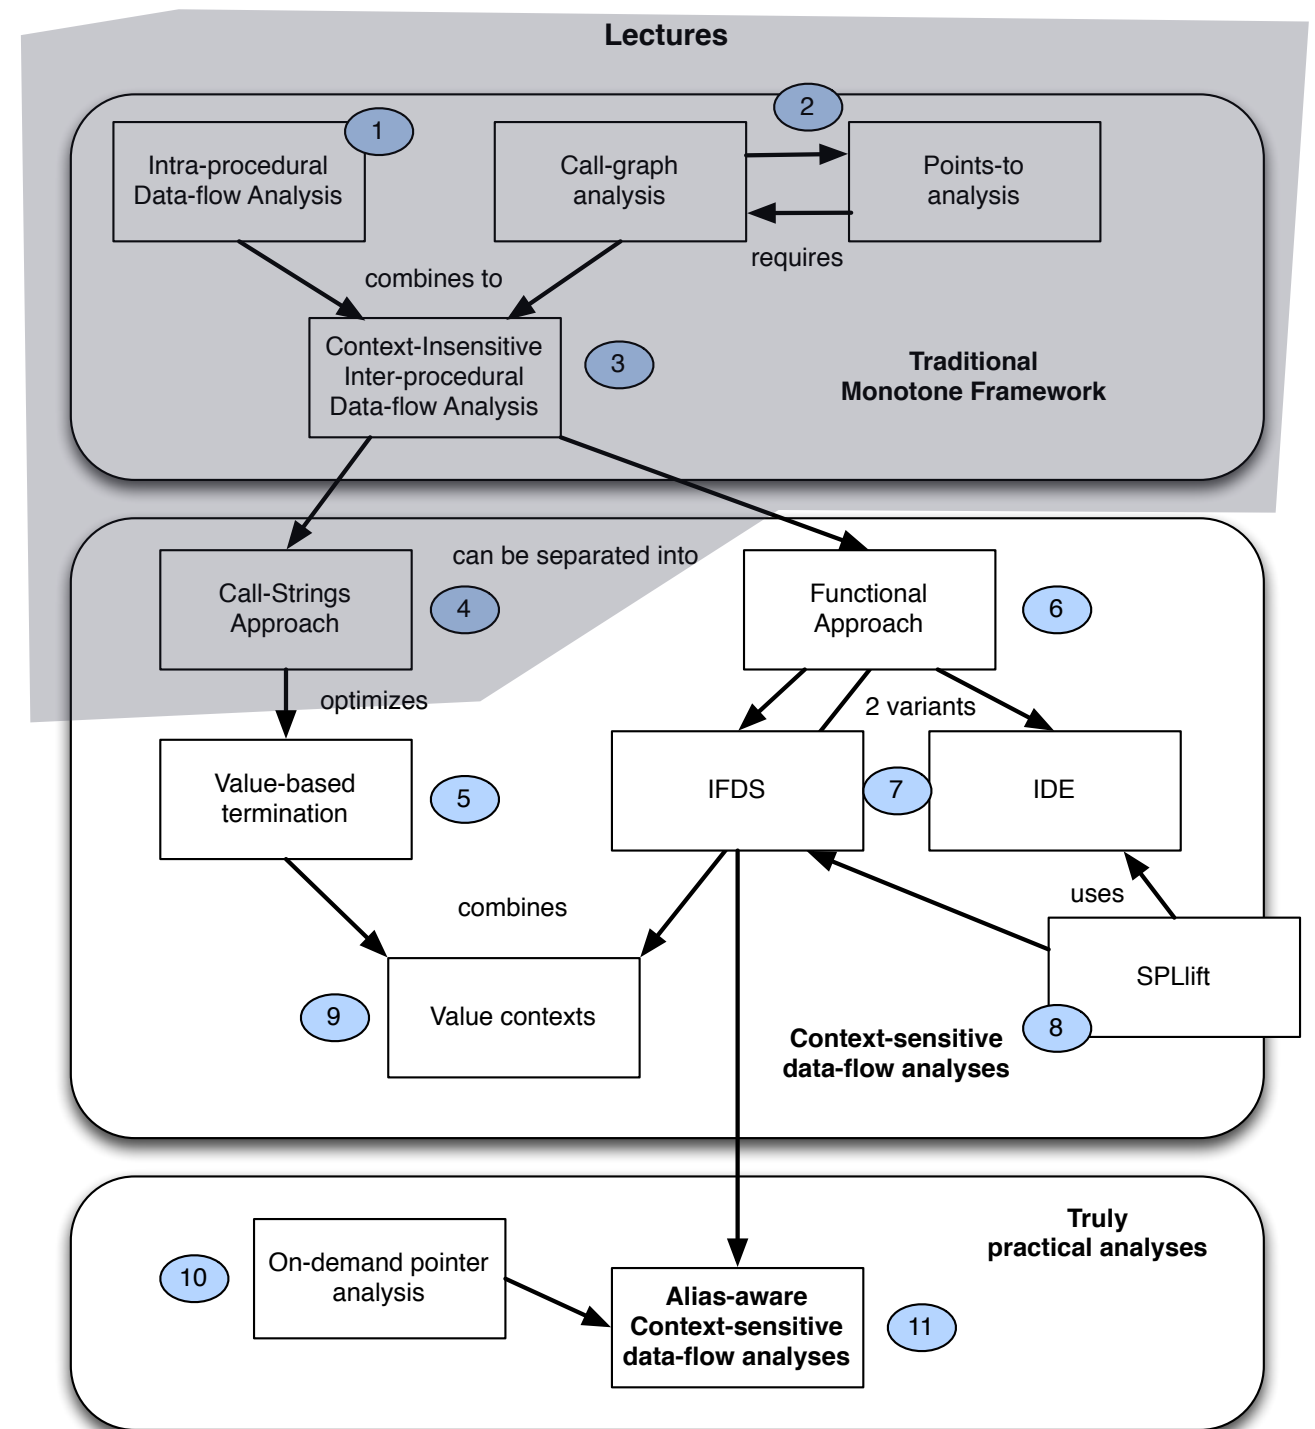 Lectures
1
2
Intra-procedural
Data-flow Analysis
Call-graph
analysis
Points-to
analysis
requires
combines to
Context-Insensitive
Inter-procedural
Data-flow Analysis
3
Traditional
Monotone Framework
can be separated into
Call-Strings
Approach
4
Functional
Approach
6
optimizes
2 variants
Value-based
termination
5
IFDS
7
IDE
uses
combines
SPLlift
Value contexts
9
8
Context-sensitive
data-flow analyses
Truly
practical analyses
On-demand pointer
analysis
10
Alias-aware
Context-sensitive
data-flow analyses
11